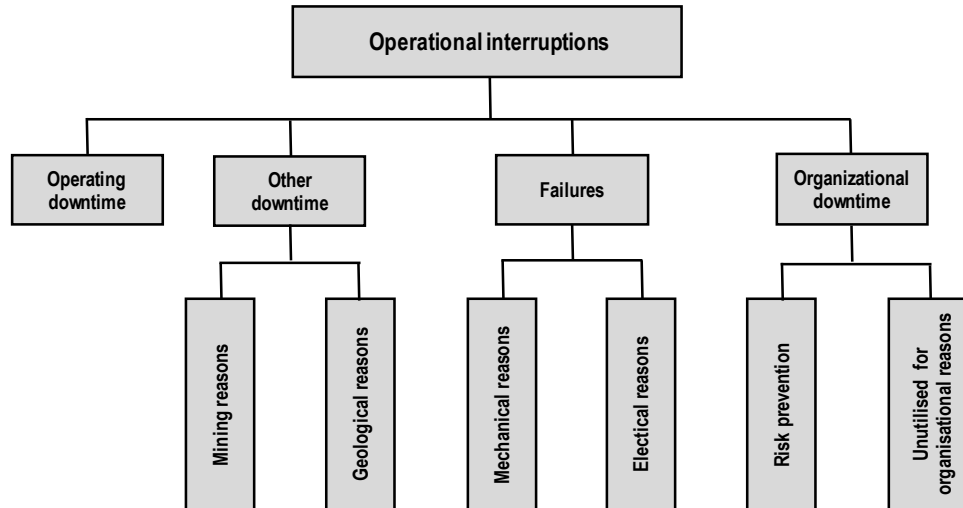 Operational interruptions
Operating
downtime
Other
downtime
Failures
Organizational
downtime
Mining reasons
Geological reasons
Mechanical reasons
Electical reasons
Risk prevention
Unutilised for
organisational reasons